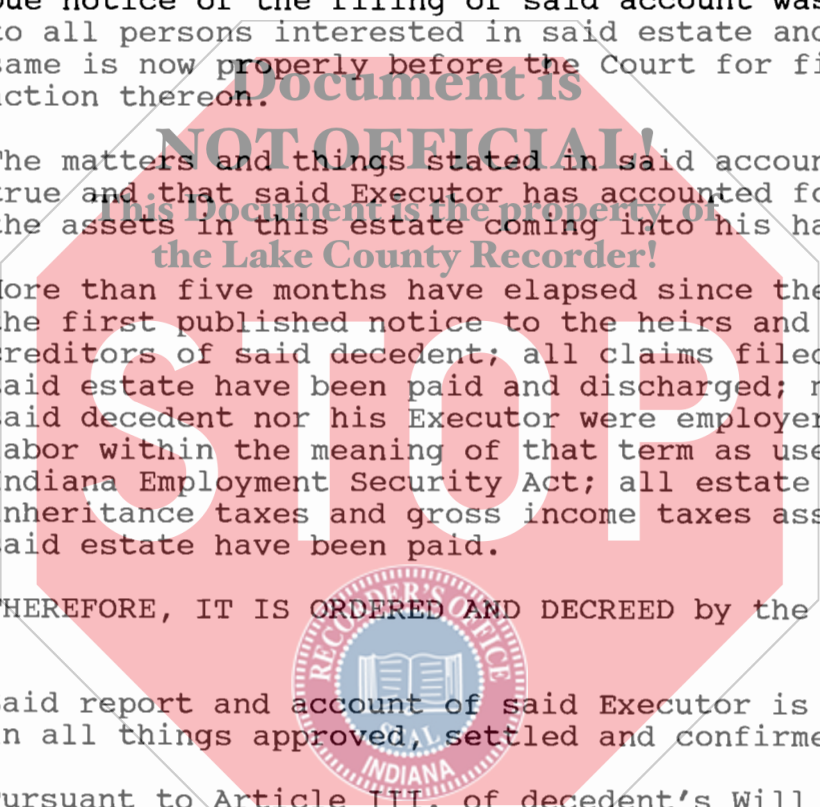 ue notice of the filing of said account was
to all persons interested in said estate and
same is now properly before the Court for fi
action thereon.
Document is
NOT OFFICIAL!
The matters and things stated in said accoun
true and that said Executor has accounted fo
This Document is the property of
the assets in this estate coming into his ha
the Lake County Recorder!
More than five months have elapsed since the
the first published notice to the heirs and
creditors of said decedent; all claims filed
said estate have been paid and discharged; n
said decedent nor his Executor were employer
labor within the meaning of that term as use
Indiana Employment Security Act; all estate
inheritance taxes and gross income taxes ass
said estate have been paid.
STOP
THEREFORE, IT IS ORDERED AND DECREED by the
RECORDER'S OFFICE
said report and account of said Executor is
in all things approved, settled and confirme
SEAL
INDIANA
Pursuant to Article III. of decedent's Will